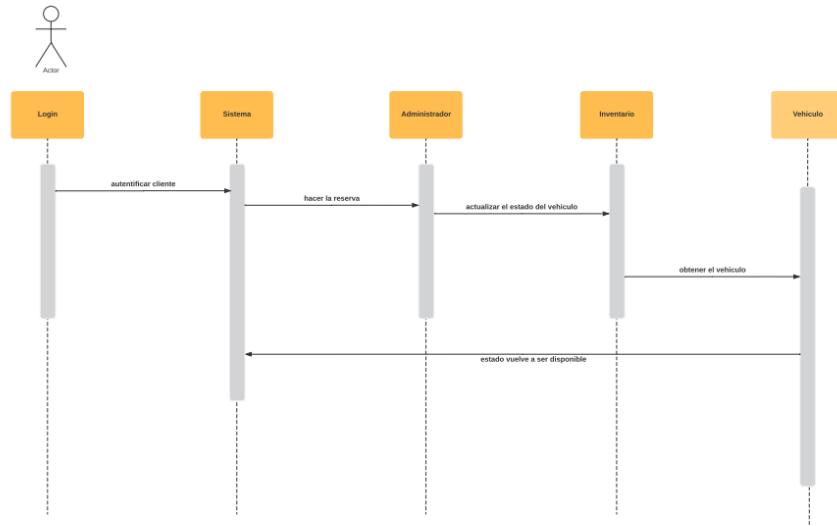 Actor
Login
Sistema
Administrador
Inventario
Vehiculo
autentificar cliente
hacer la reserva
actualizar el estado del vehiculo
obtener el vehiculo
estado vuelve a ser disponible